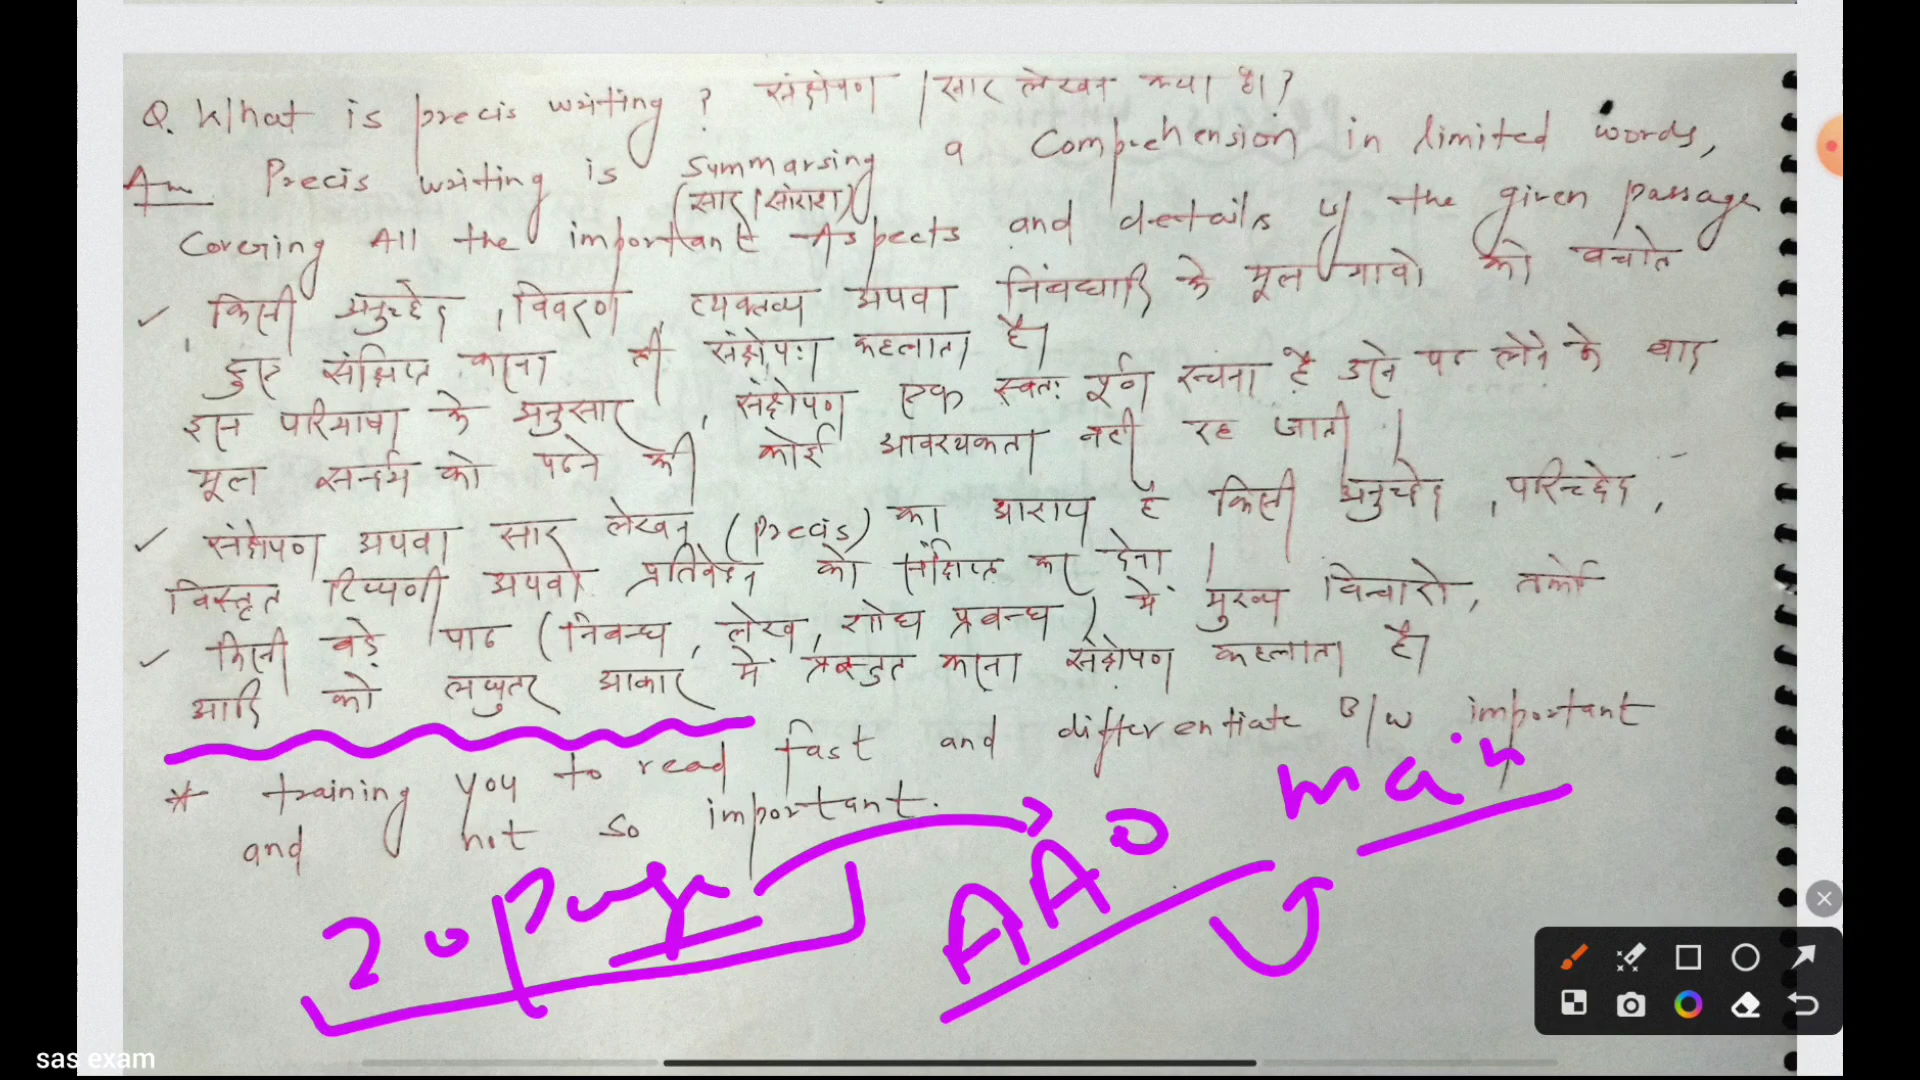 Q. What is precis writing ? संक्षेपण / सार लेखन क्या है।?
Ans. Precis writing is summarsing a Comprehension in limited words,
(सार/सारांश)
Covering All the important Aspects and details of the given passage
✓ किसी अनुच्छेद, विवरण, व्यक्तव्य अथवा निबंधादि के मूल भावो को बचाते
हुए संक्षिप्त करना ही संक्षेपण कहलाता है।
इस परिभाषा के अनुसार, संक्षेपण एक स्वतः पूर्ण रचना है उसे पढ लेने के बाद
मूल सन्दर्भ को पढने की कोई आवश्यकता नही रह जाती।
✓ संक्षेपण अथवा सार लेखन (Precis) का आशय है किसी अनुच्छेद, परिच्छेद,
विस्तृत टिप्पणी अथवा प्रतिवेदन को संक्षिप्त कर देना।
✓ किसी बड़े पाठ (निबन्ध, लेख, शोध प्रबन्ध) में मुख्य विचारो, तर्को
आदि को लघुतर आकार में प्रस्तुत करना संक्षेपण कहलाता है।
* training you to read fast and differentiate B/w important
and not so important.
20 page AAO main
sas exam